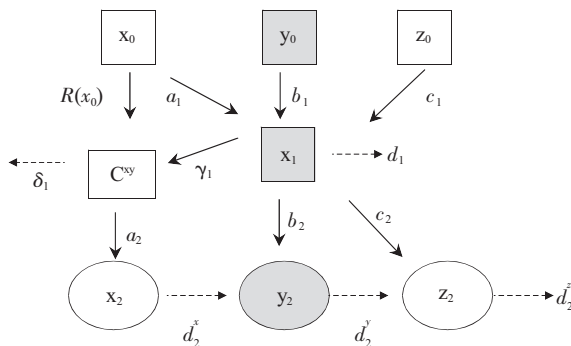 x₀ y₀ z₀
R(x₀) a₁ b₁ c₁
Cˣʸ x₁ d₁
δ₁ γ₁
a₂ b₂ c₂
x₂ y₂ z₂
d₂ˣ d₂ʸ d₂ᶻ